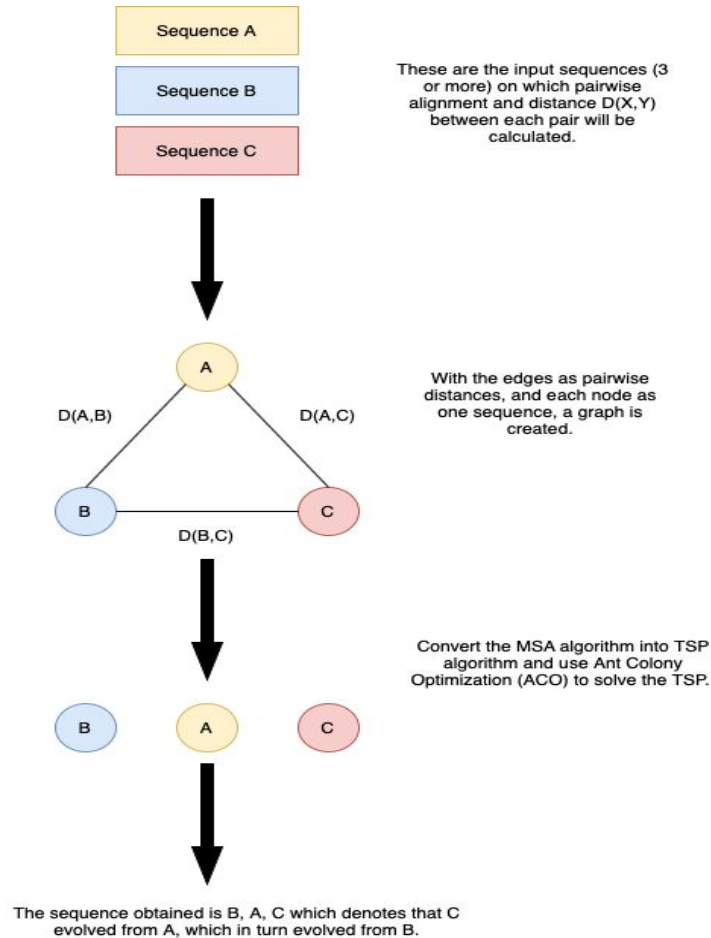 Sequence A
Sequence B
Sequence C
These are the input sequences (3
or more) on which pairwise
alignment and distance D(X,Y)
between each pair will be
calculated.
A
D(A,B)
D(A,C)
B
C
D(B,C)
With the edges as pairwise
distances, and each node as
one sequence, a graph is
created.
Convert the MSA algorithm into TSP
algorithm and use Ant Colony
Optimization (ACO) to solve the TSP.
B
A
C
The sequence obtained is B, A, C which denotes that C
evolved from A, which in turn evolved from B.